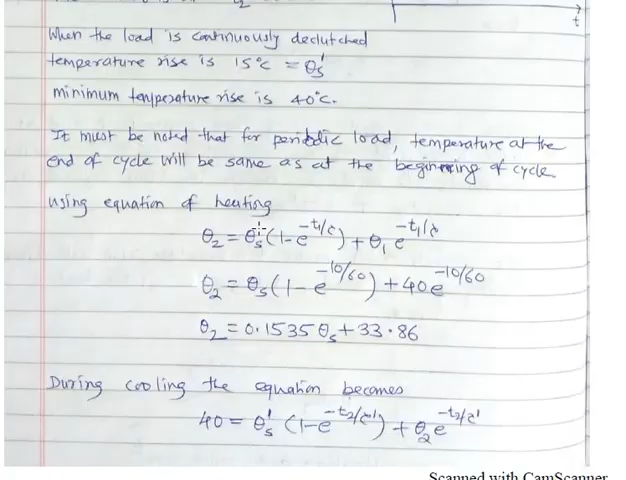 t
When the load is continuously declutched
temperature rise is 15°C = θs'
minimum temperature rise is 40°C.
It must be noted that for periodic load, temperature at the
end of cycle will be same as at the beginning of cycle
using equation of heating
θ₂ = θs(1-e^{-t₁/τ}) + θ₁ e^{-t₁/τ}
θ₂ = θs(1-e^{-10/60}) + 40e^{-10/60}
θ₂ = 0.1535 θs + 33.86
During cooling the equation becomes
40 = θs' (1-e^{-t₂/τ'}) + θ₂ e^{-t₂/τ'}
Scanned with CamScanner